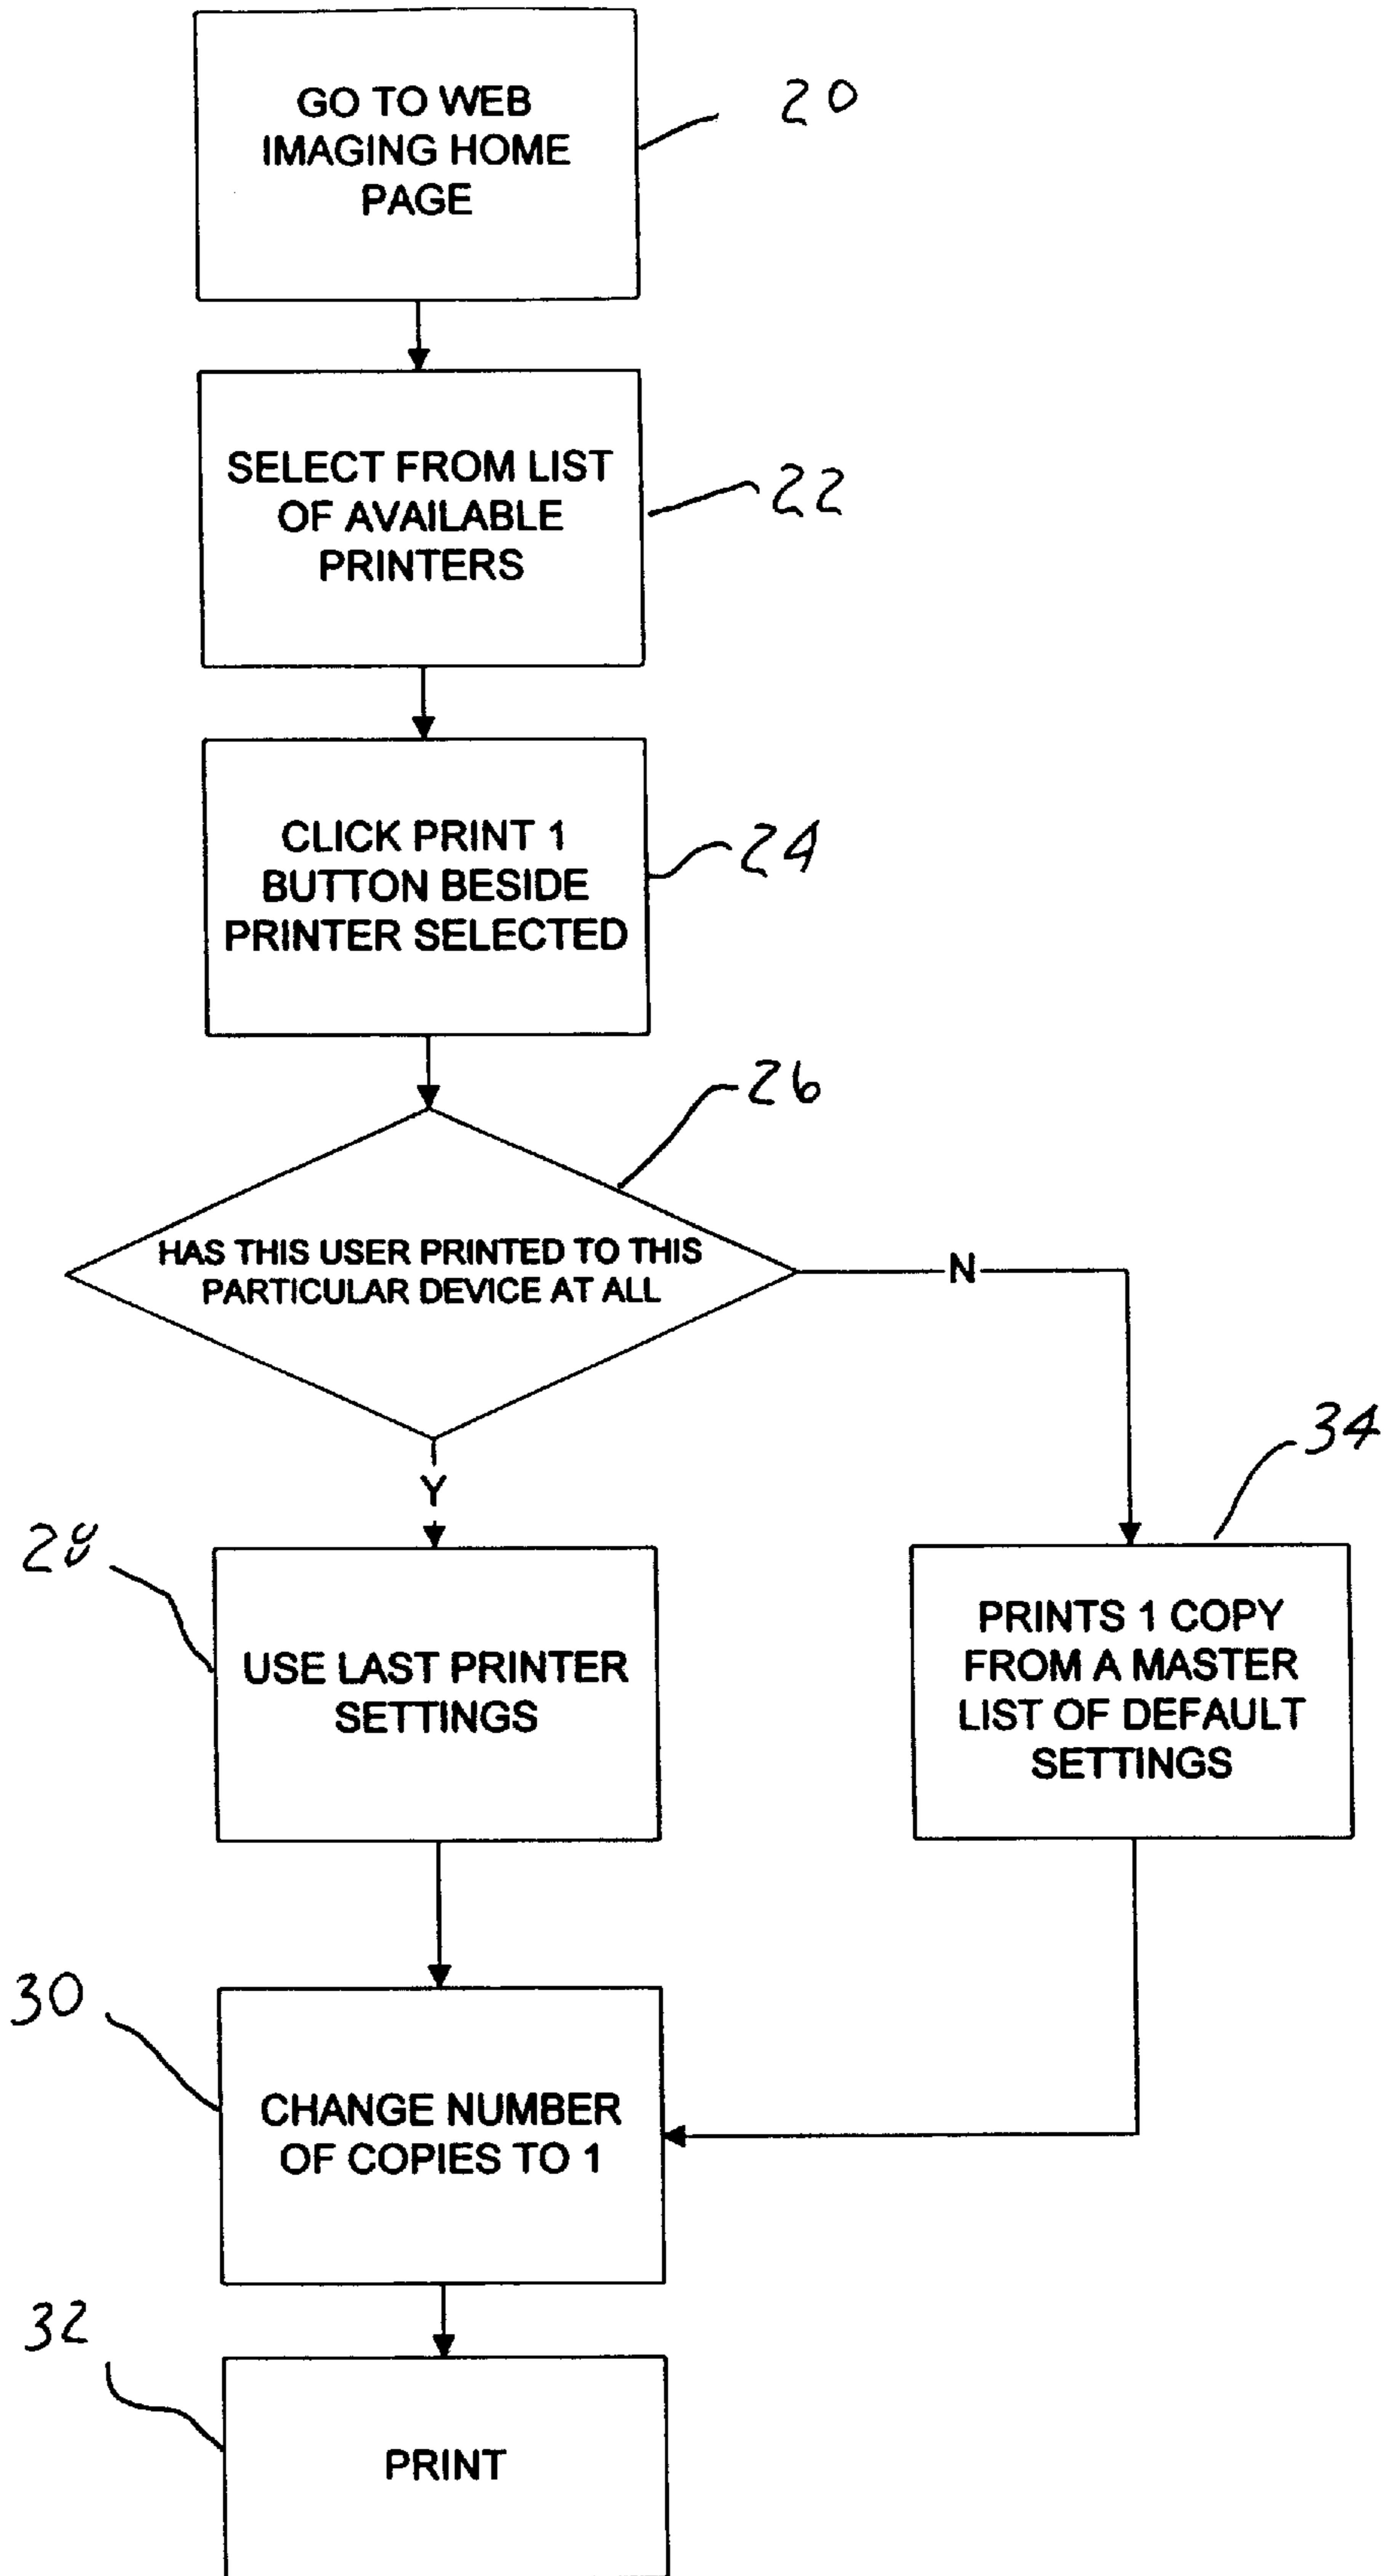 GO TO WEB
IMAGING HOME
PAGE
20
SELECT FROM LIST
OF AVAILABLE
PRINTERS
22
CLICK PRINT 1
BUTTON BESIDE
PRINTER SELECTED
24
26
HAS THIS USER PRINTED TO THIS
PARTICULAR DEVICE AT ALL
N
Y
28
USE LAST PRINTER
SETTINGS
34
PRINTS 1 COPY
FROM A MASTER
LIST OF DEFAULT
SETTINGS
30
CHANGE NUMBER
OF COPIES TO 1
32
PRINT